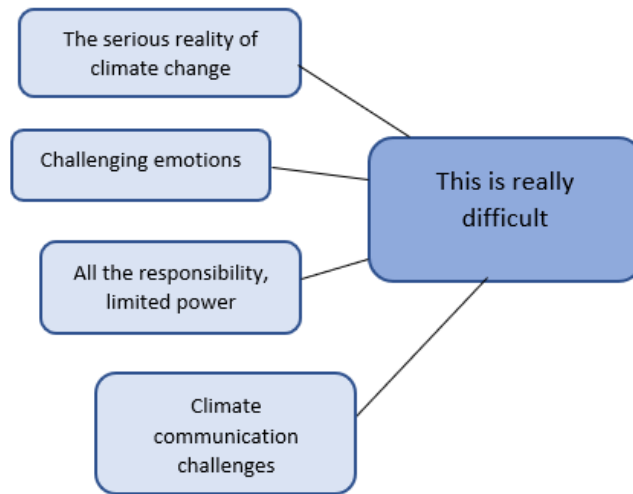 The serious reality of
climate change
Challenging emotions
All the responsibility,
limited power
Climate
communication
challenges
This is really
difficult